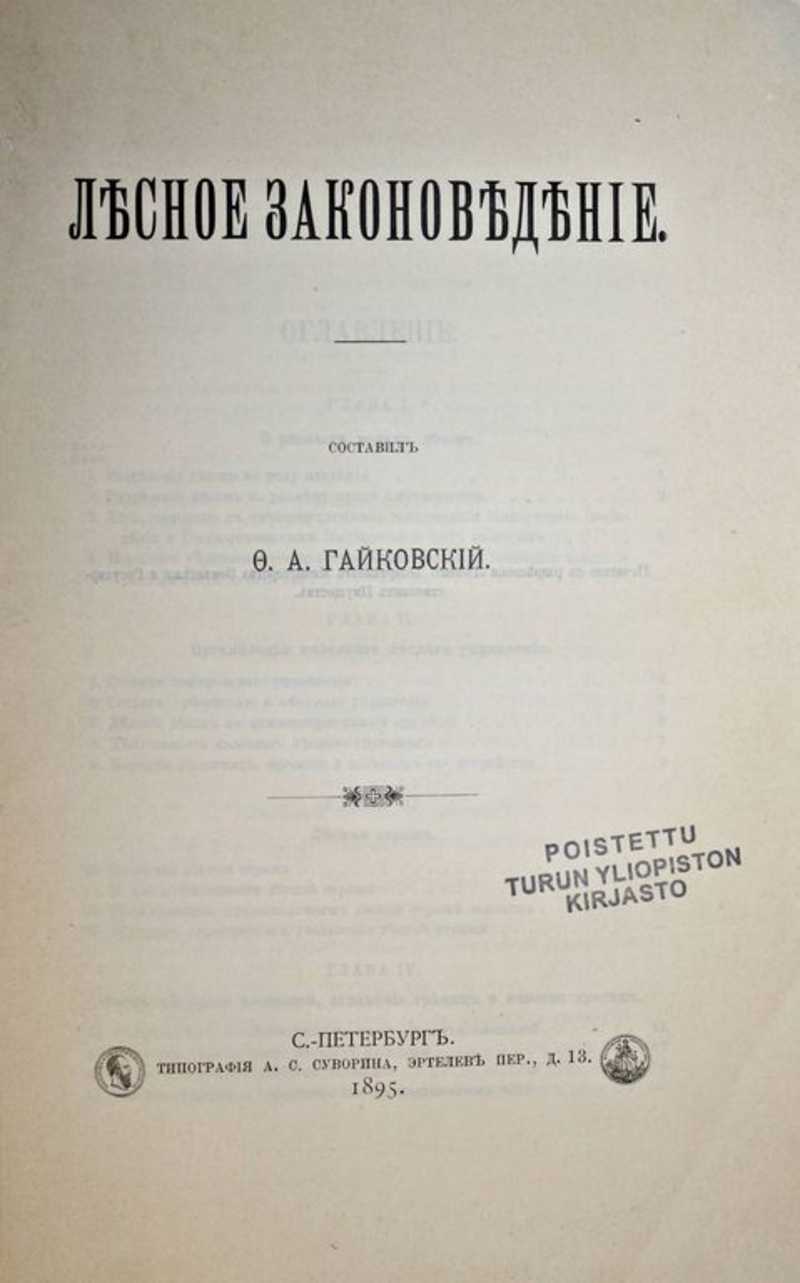 ЛѢСНОЕ ЗАКОНОВѢДѢНІЕ.
СОСТАВИЛЪ
Ѳ. А. ГАЙКОВСКІЙ.
POISTETTU
TURUN YLIOPISTON
KIRJASTO
С.-ПЕТЕРБУРГЪ.
ТИПОГРАФІЯ А. С. СУВОРИНА, ЭРТЕЛЕВЪ ПЕР., Д. 13.
1895.